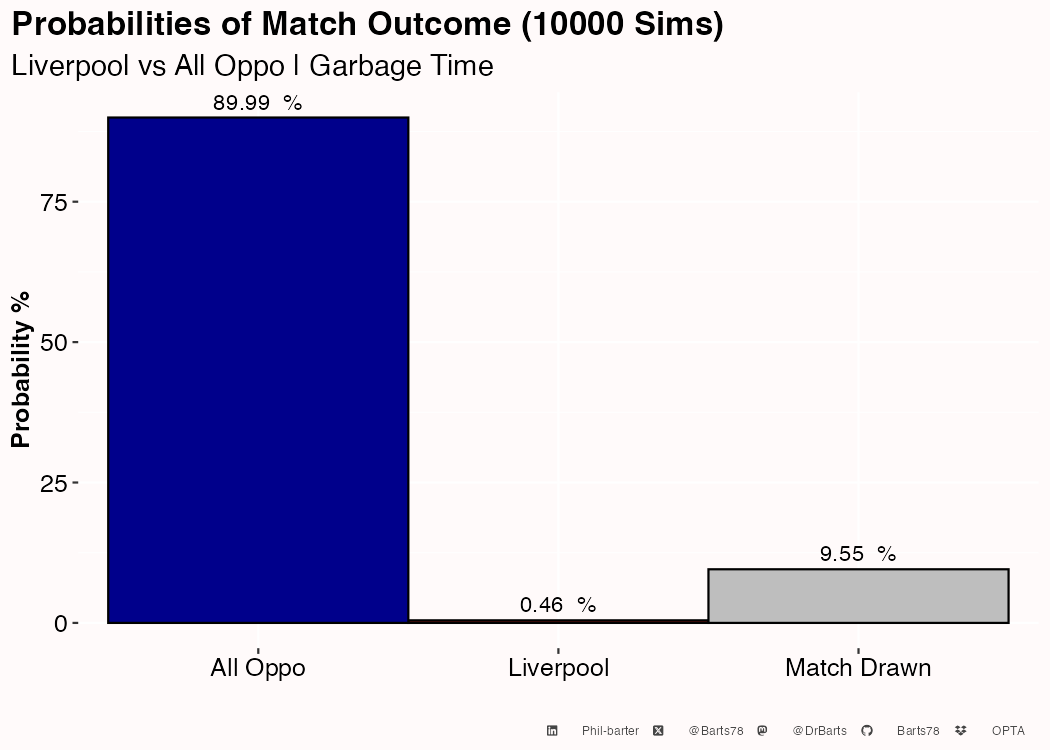 Probabilities of Match Outcome (10000 Sims)
Liverpool vs All Oppo | Garbage Time
89.99 %
75
50
25
0
Probability %
0.46 %
9.55 %
All Oppo
Liverpool
Match Drawn
Phil-barter @Barts78 @DrBarts Barts78 OPTA